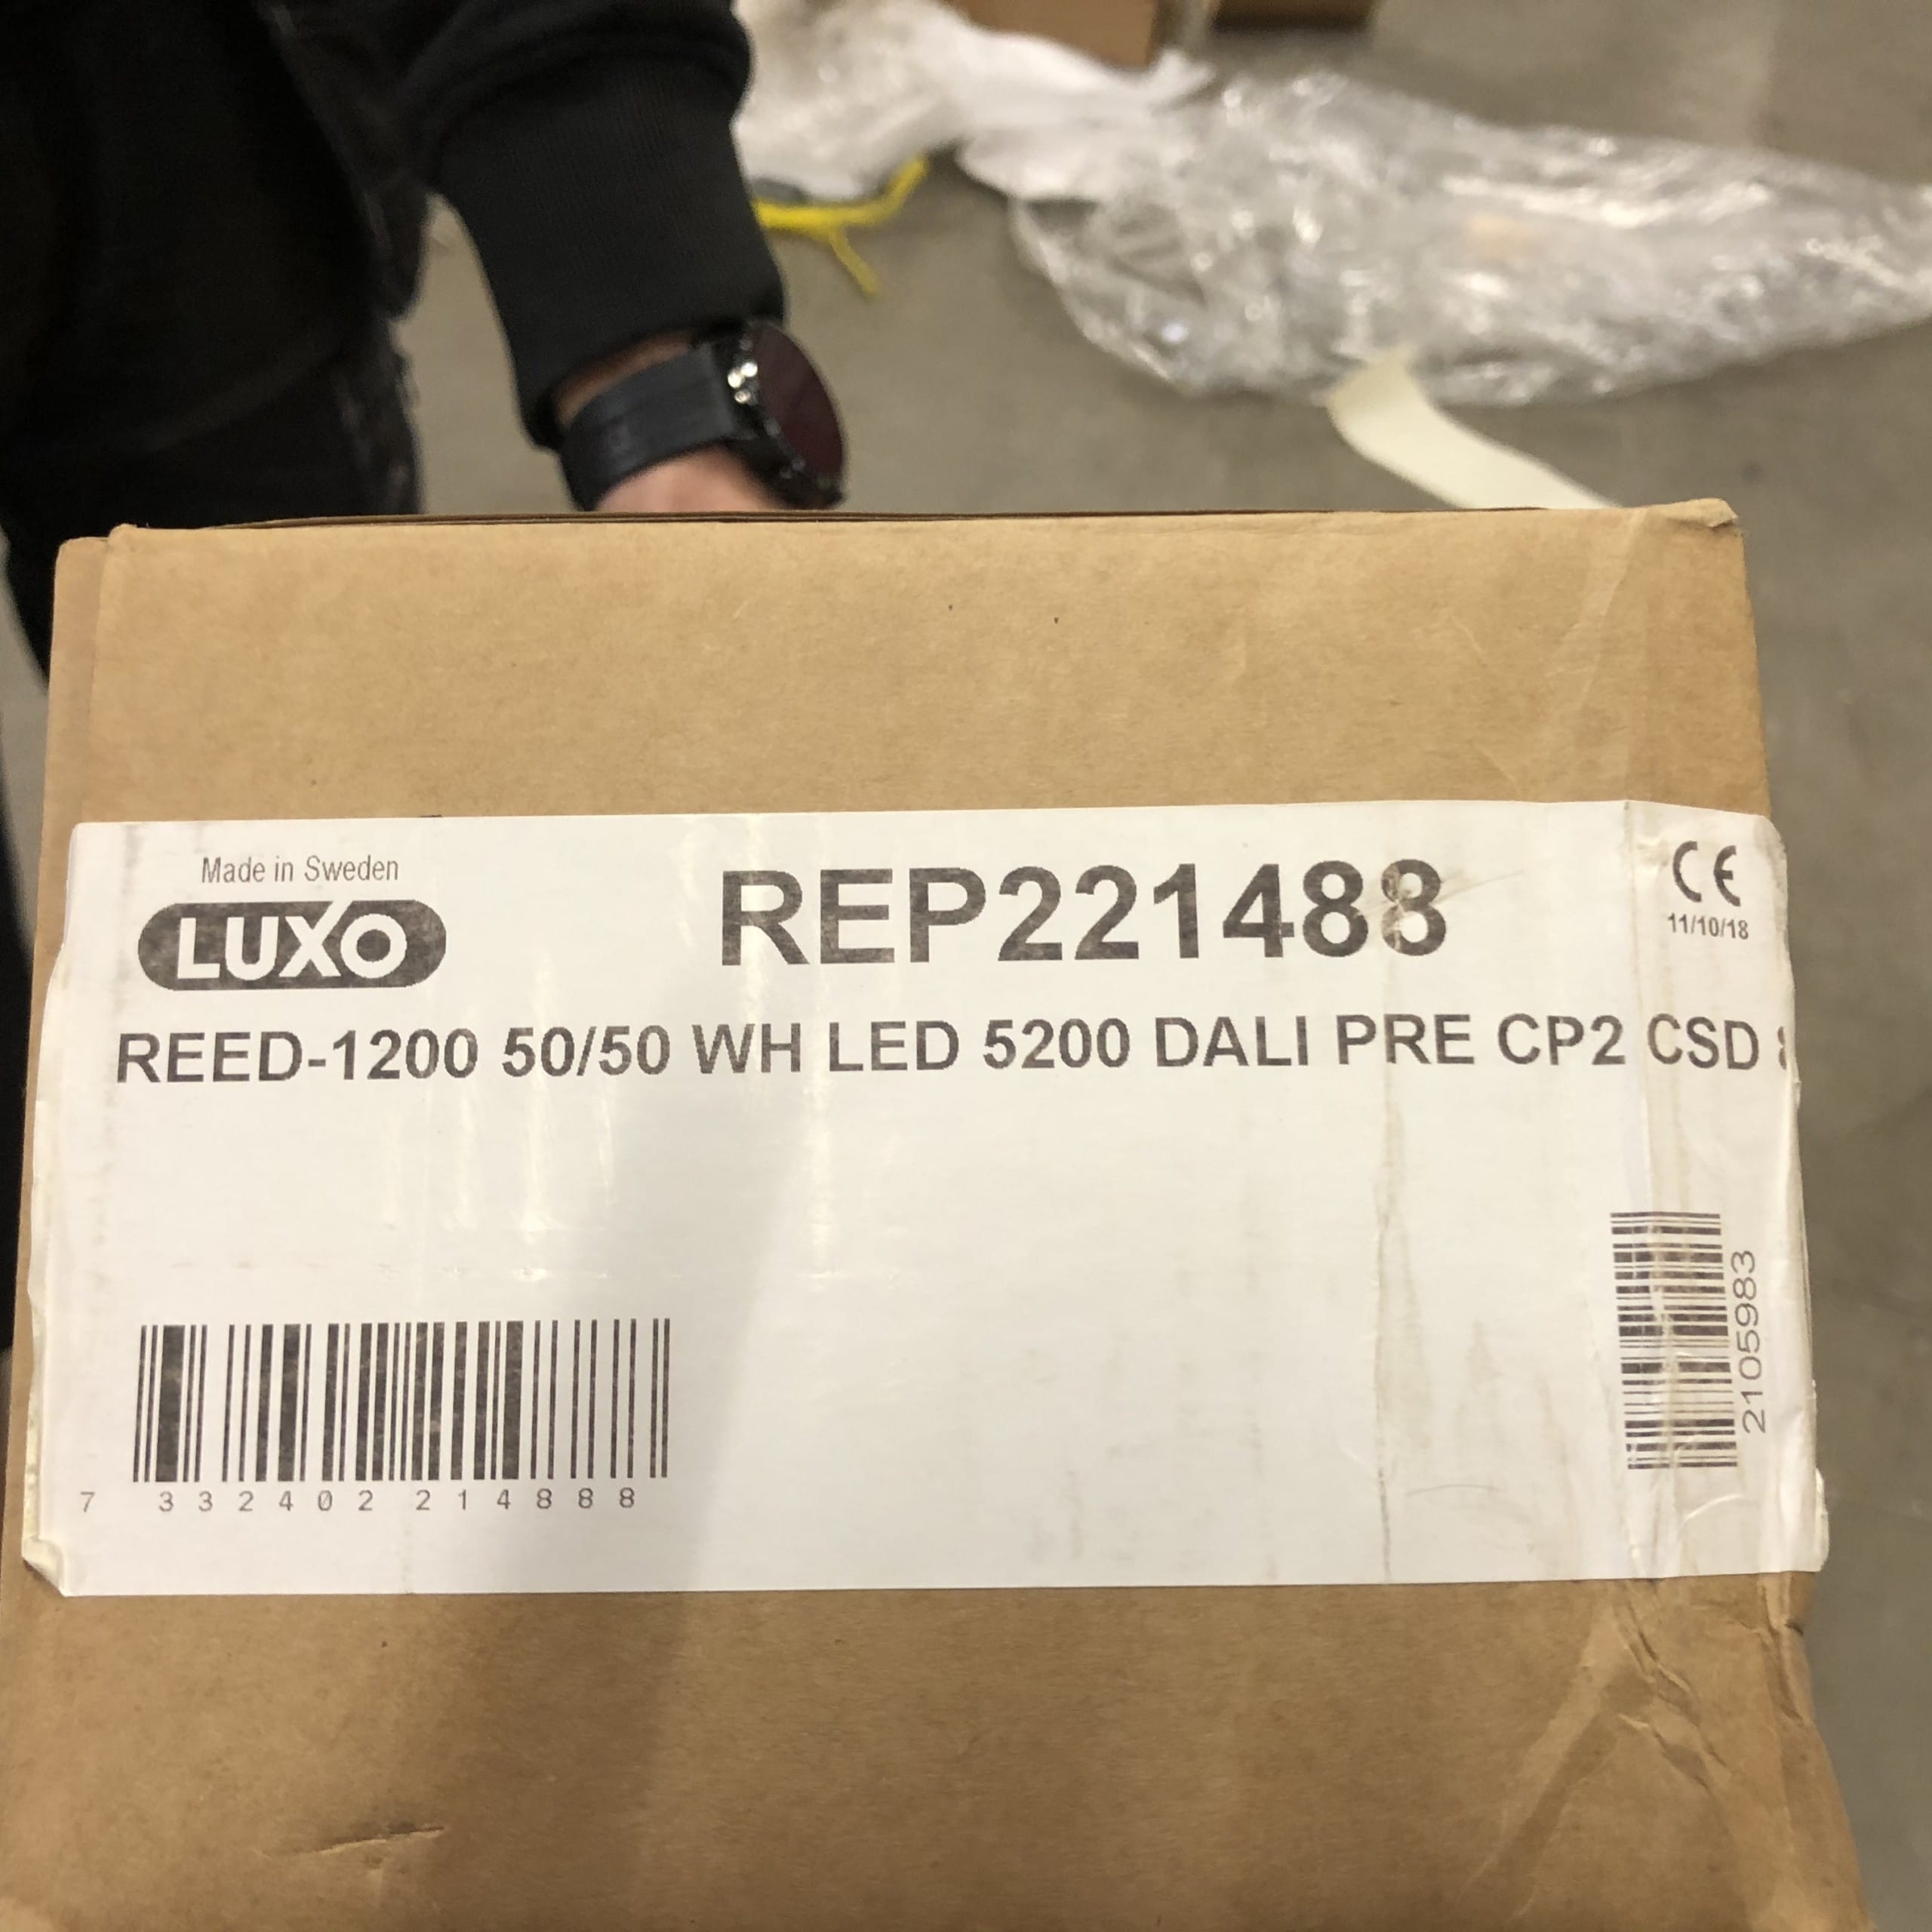 Made in Sweden
LUXO
REP221488
CE
11/10/18
REED-1200 50/50 WH LED 5200 DALI PRE CP2 CSD
2105983
7 332402 214888